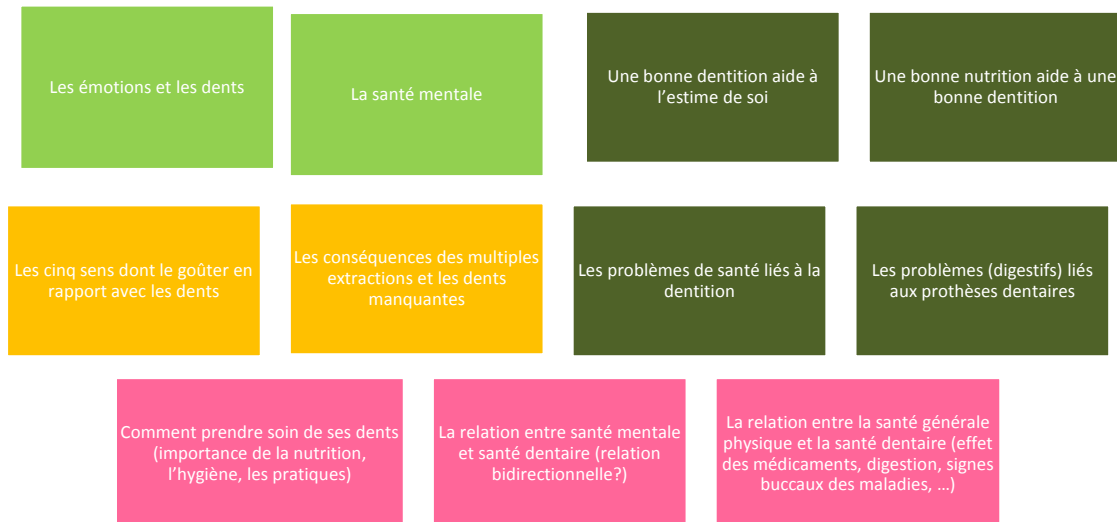 Les émotions et les dents
La santé mentale
Une bonne dentition aide à
l'estime de soi
Une bonne nutrition aide à une
bonne dentition
Les cinq sens dont le goûter en
rapport avec les dents
Les conséquences des multiples
extractions et les dents
manquantes
Les problèmes de santé liés à la
dentition
Les problèmes (digestifs) liés
aux prothèses dentaires
Comment prendre soin de ses dents
(importance de la nutrition,
l'hygiène, les pratiques)
La relation entre santé mentale
et santé dentaire (relation
bidirectionnelle?)
La relation entre la santé générale
physique et la santé dentaire (effet
des médicaments, digestion, signes
buccaux des maladies, …)